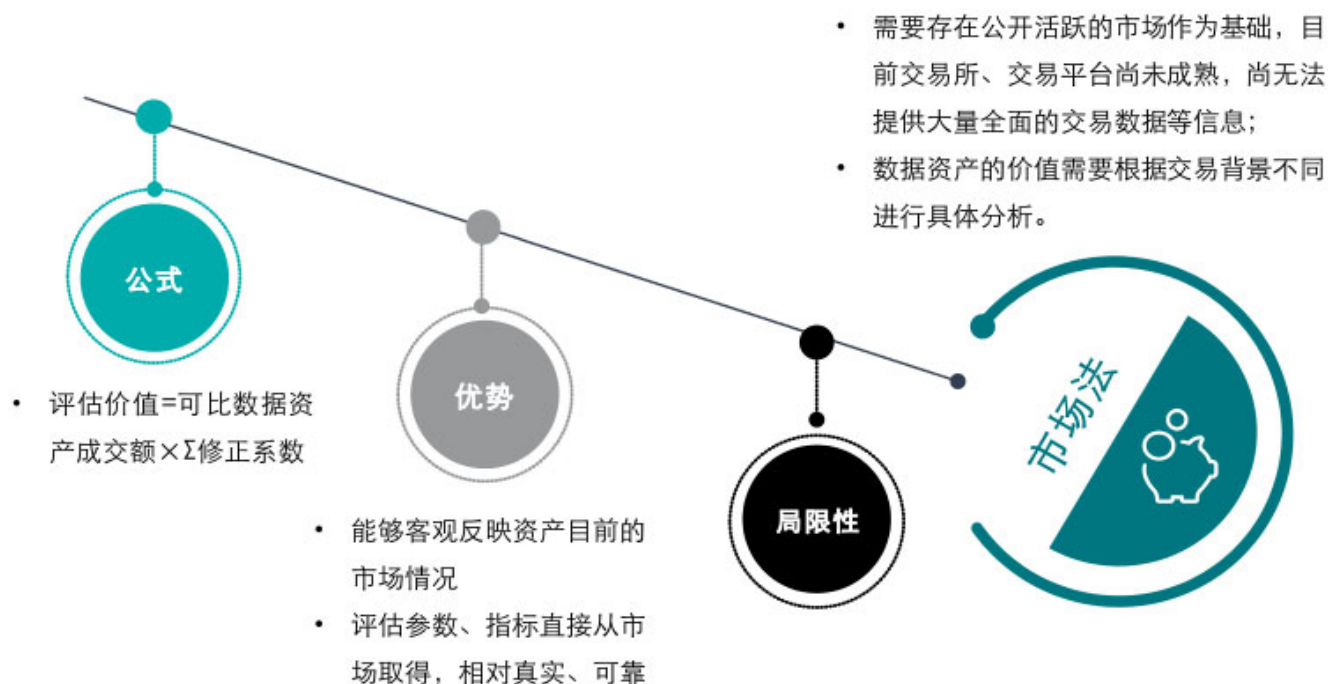 公式
评估价值=可比数据资
产成交额×Σ修正系数
优势
能够客观反映资产目前的
市场情况
评估参数、指标直接从市
场取得，相对真实、可靠
局限性
需要存在公开活跃的市场作为基础，目
前交易所、交易平台尚未成熟，尚无法
提供大量全面的交易数据等信息；
数据资产的价值需要根据交易背景不同
进行具体分析。
市场法